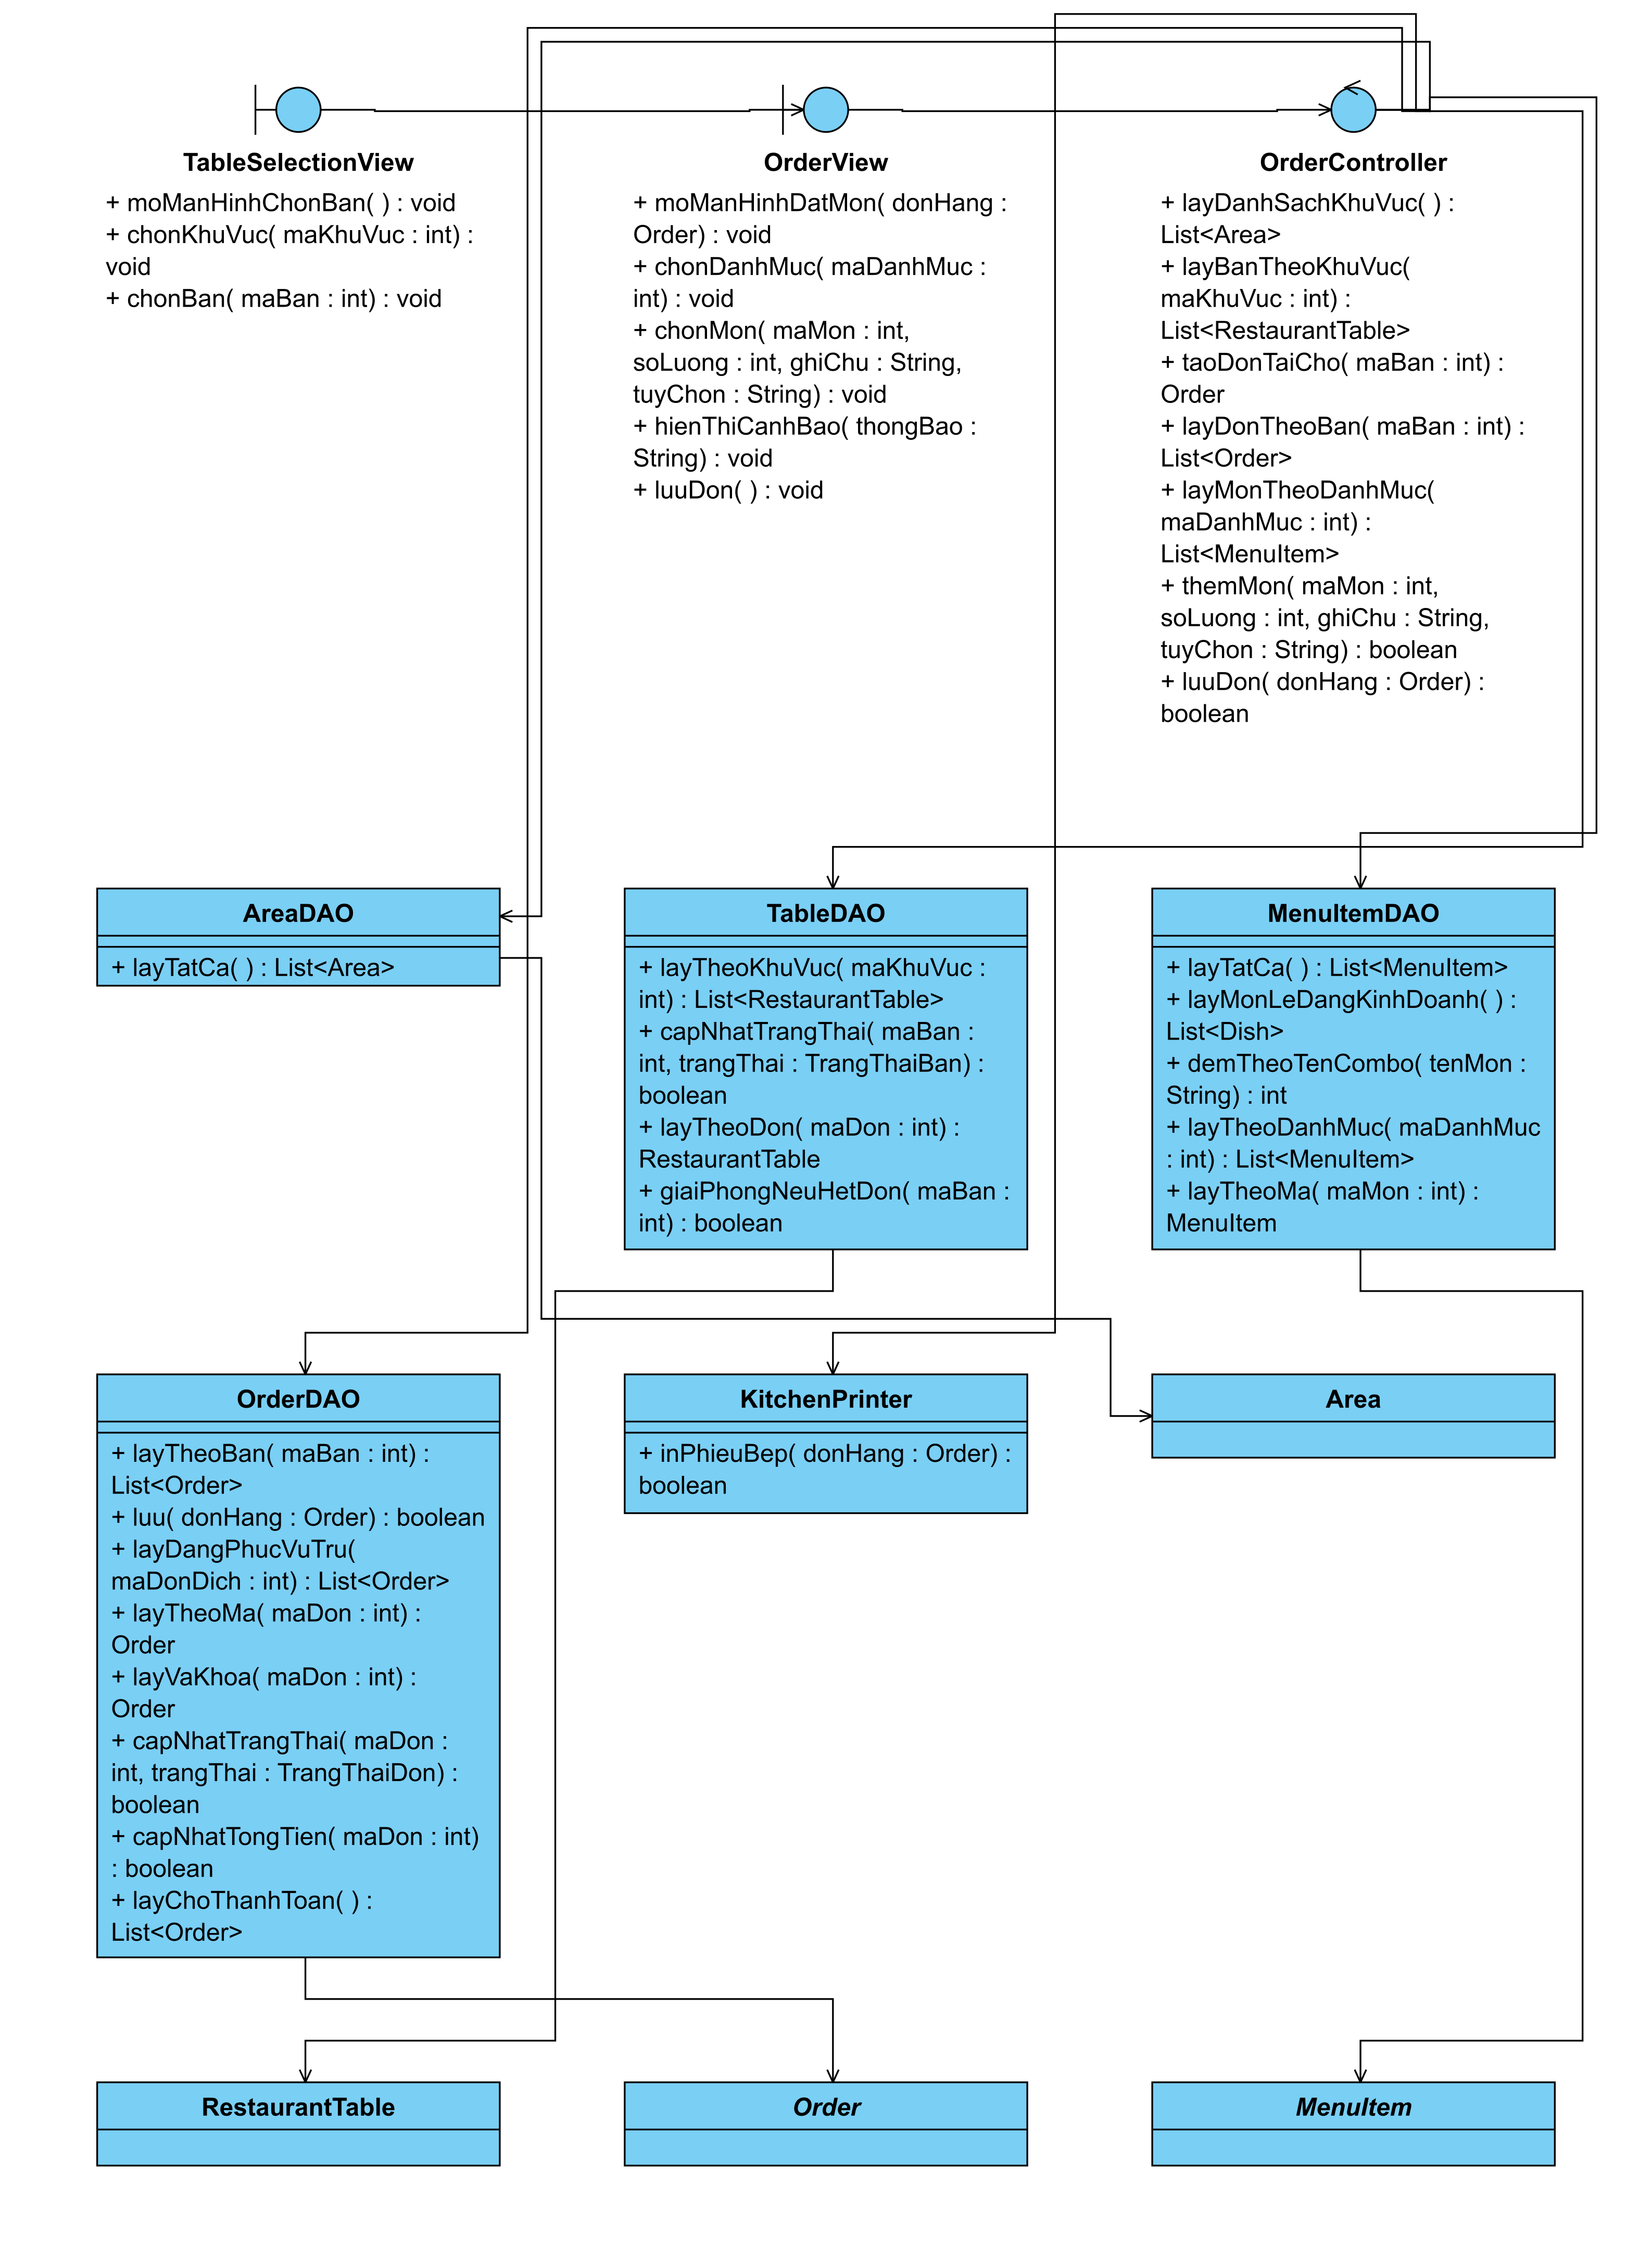 TableSelectionView
+ moManHinhChonBan( ) : void
+ chonKhuVuc( maKhuVuc : int) :
void
+ chonBan( maBan : int) : void
OrderView
+ moManHinhDatMon( donHang :
Order) : void
+ chonDanhMuc( maDanhMuc :
int) : void
+ chonMon( maMon : int,
soLuong : int, ghiChu : String,
tuyChon : String) : void
+ hienThiCanhBao( thongBao :
String) : void
+ luuDon( ) : void
OrderController
+ layDanhSachKhuVuc( ) :
List<Area>
+ layBanTheoKhuVuc(
maKhuVuc : int) :
List<RestaurantTable>
+ taoDonTaiCho( maBan : int) :
Order
+ layDonTheoBan( maBan : int) :
List<Order>
+ layMonTheoDanhMuc(
maDanhMuc : int) :
List<MenuItem>
+ themMon( maMon : int,
soLuong : int, ghiChu : String,
tuyChon : String) : boolean
+ luuDon( donHang : Order) :
boolean
AreaDAO
+ layTatCa( ) : List<Area>
TableDAO
+ layTheoKhuVuc( maKhuVuc :
int) : List<RestaurantTable>
+ capNhatTrangThai( maBan :
int, trangThai : TrangThaiBan) :
boolean
+ layTheoDon( maDon : int) :
RestaurantTable
+ giaiPhongNeuHetDon( maBan :
int) : boolean
MenuItemDAO
+ layTatCa( ) : List<MenuItem>
+ layMonLeDangKinhDoanh( ) :
List<Dish>
+ demTheoTenCombo( tenMon :
String) : int
+ layTheoDanhMuc( maDanhMuc
: int) : List<MenuItem>
+ layTheoMa( maMon : int) :
MenuItem
OrderDAO
+ layTheoBan( maBan : int) :
List<Order>
+ luu( donHang : Order) : boolean
+ layDangPhucVuTru(
maDonDich : int) : List<Order>
+ layTheoMa( maDon : int) :
Order
+ layVaKhoa( maDon : int) :
Order
+ capNhatTrangThai( maDon :
int, trangThai : TrangThaiDon) :
boolean
+ capNhatTongTien( maDon : int)
: boolean
+ layChoThanhToan( ) :
List<Order>
KitchenPrinter
+ inPhieuBep( donHang : Order) :
boolean
Area
RestaurantTable
Order
MenuItem